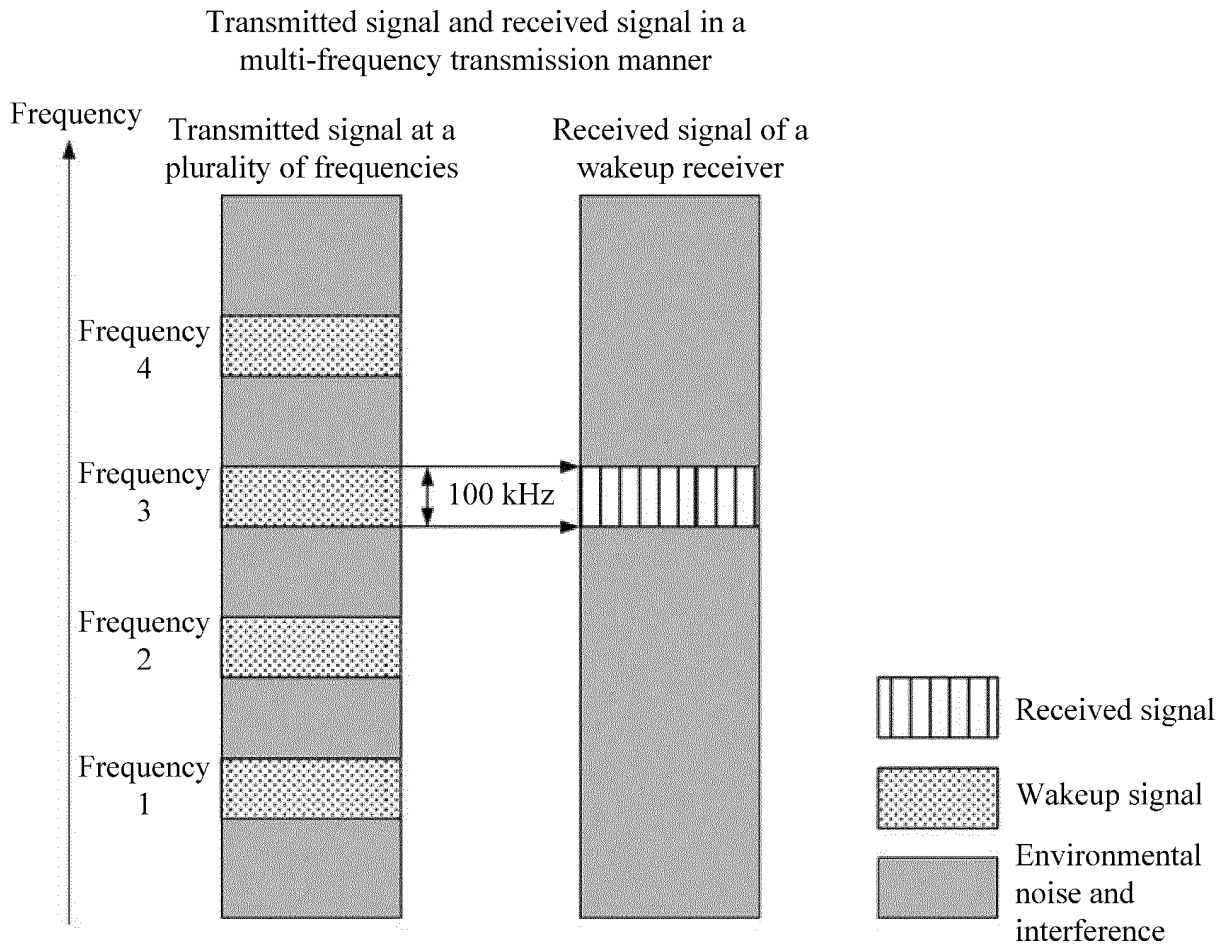 Transmitted signal and received signal in a
multi-frequency transmission manner
Frequency
Transmitted signal at a
plurality of frequencies
Received signal of a
wakeup receiver
Frequency
4
Frequency
3
100 kHz
Frequency
2
Frequency
1
Received signal
Wakeup signal
Environmental
noise and
interference